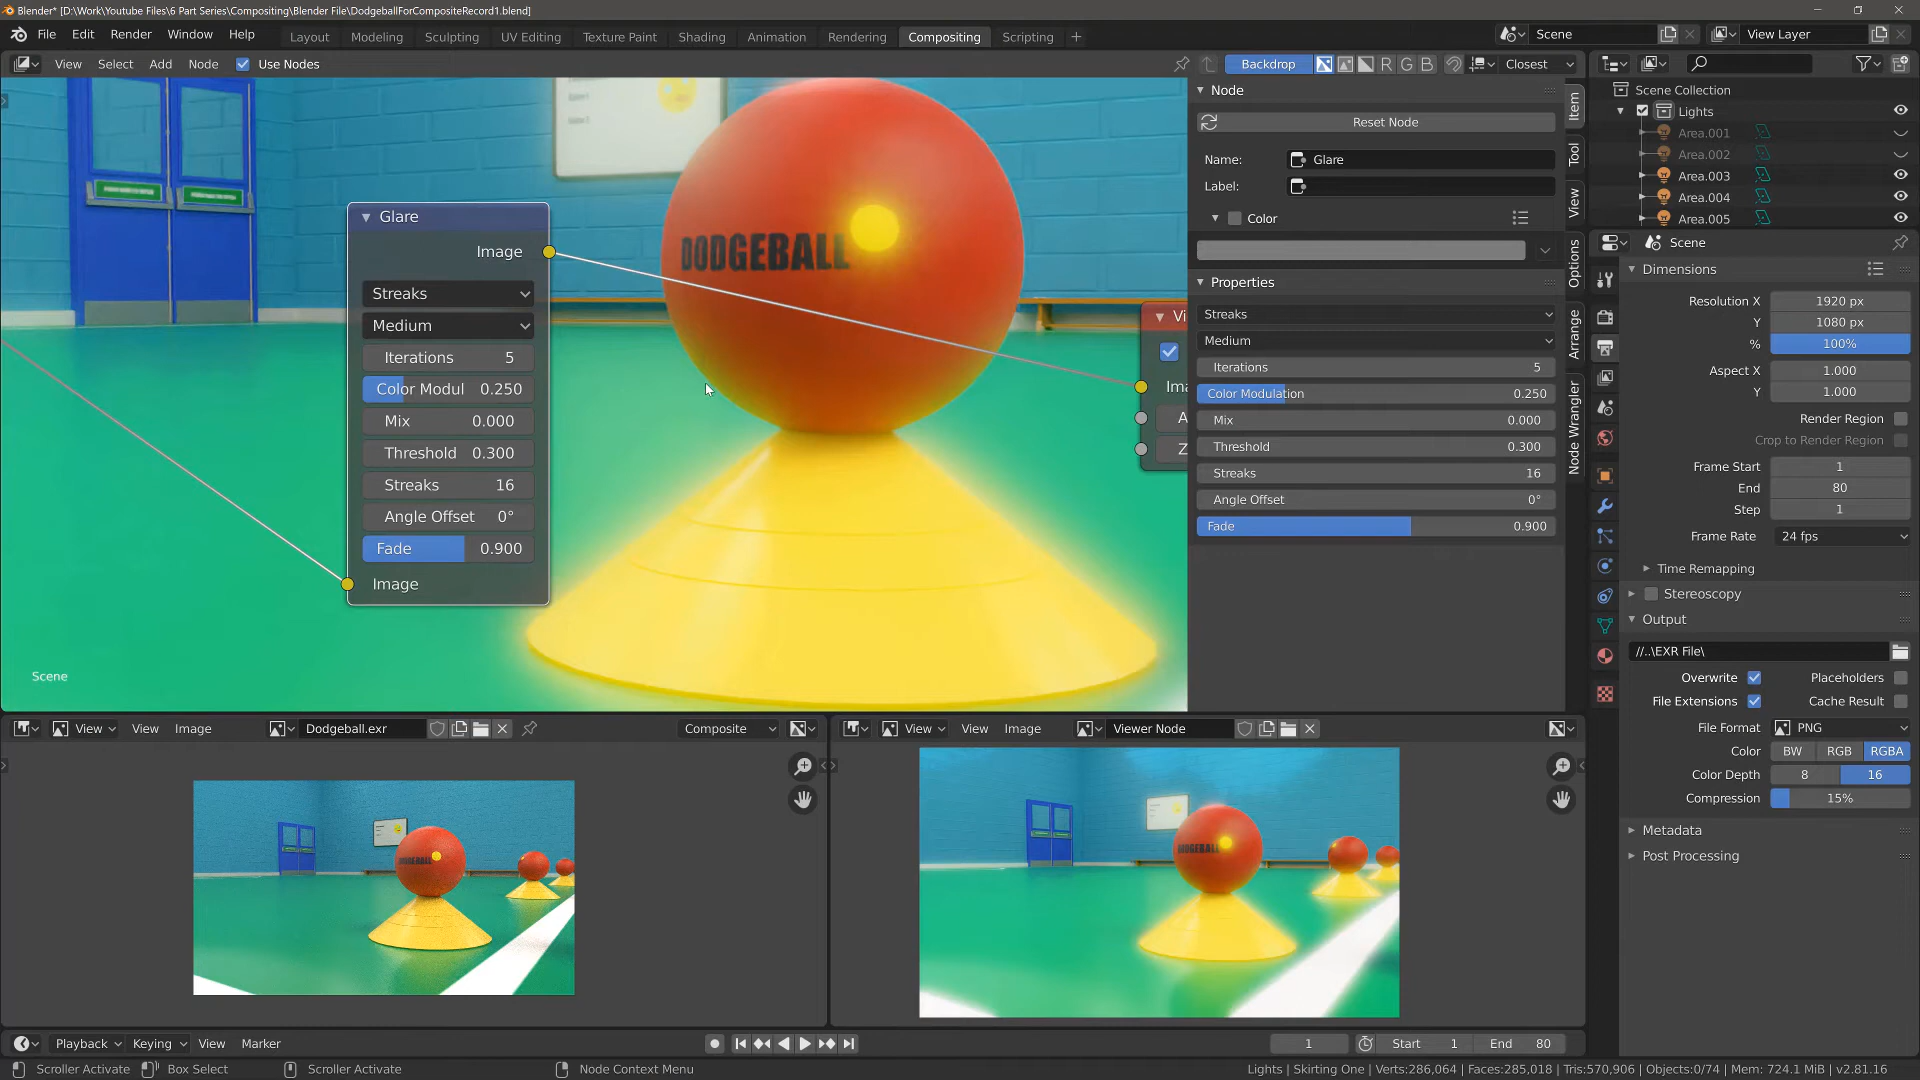 Blender* [D:\Work\Youtube Files\6 Part Series\Compositing\Blender File\DodgeballForCompositeRecord1.blend]
File Edit Render Window Help Layout Modeling Sculpting UV Editing Texture Paint Shading Animation Rendering Compositing Scripting + Scene View Layer
View Select Add Node Use Nodes Backdrop R G B Closest
Node
Reset Node
Name: Glare
Label:
Color
Properties
Streaks
Medium
Iterations 5
Color Modulation 0.250
Mix 0.000
Threshold 0.300
Streaks 16
Angle Offset 0°
Fade 0.900
Item
Tool
View
Options
Arrange
Node Wrangler
Glare
Image
Streaks
Medium
Iterations 5
Color Modul 0.250
Mix 0.000
Threshold 0.300
Streaks 16
Angle Offset 0°
Fade 0.900
Image
DODGEBALL
Vi
Ima
A
Z
Scene
Scene Collection
Lights
Area.001
Area.002
Area.003
Area.004
Area.005
Scene
Dimensions
Resolution X 1920 px
Y 1080 px
% 100%
Aspect X 1.000
Y 1.000
Render Region
Crop to Render Region
Frame Start 1
End 80
Step 1
Frame Rate 24 fps
Time Remapping
Stereoscopy
Output
//..\EXR File\
Overwrite Placeholders
File Extensions Cache Result
File Format PNG
Color BW RGB RGBA
Color Depth 8 16
Compression 15%
Metadata
Post Processing
View View Image Dodgeball.exr Composite
View View Image Viewer Node
DODGEBALL
DODGEBALL
Playback Keying View Marker 1 Start 1 End 80
Scroller Activate Box Select Scroller Activate Node Context Menu Lights | Skirting One | Verts:286,064 | Faces:285,018 | Tris:570,906 | Objects:0/74 | Mem: 724.1 MiB | v2.81.16